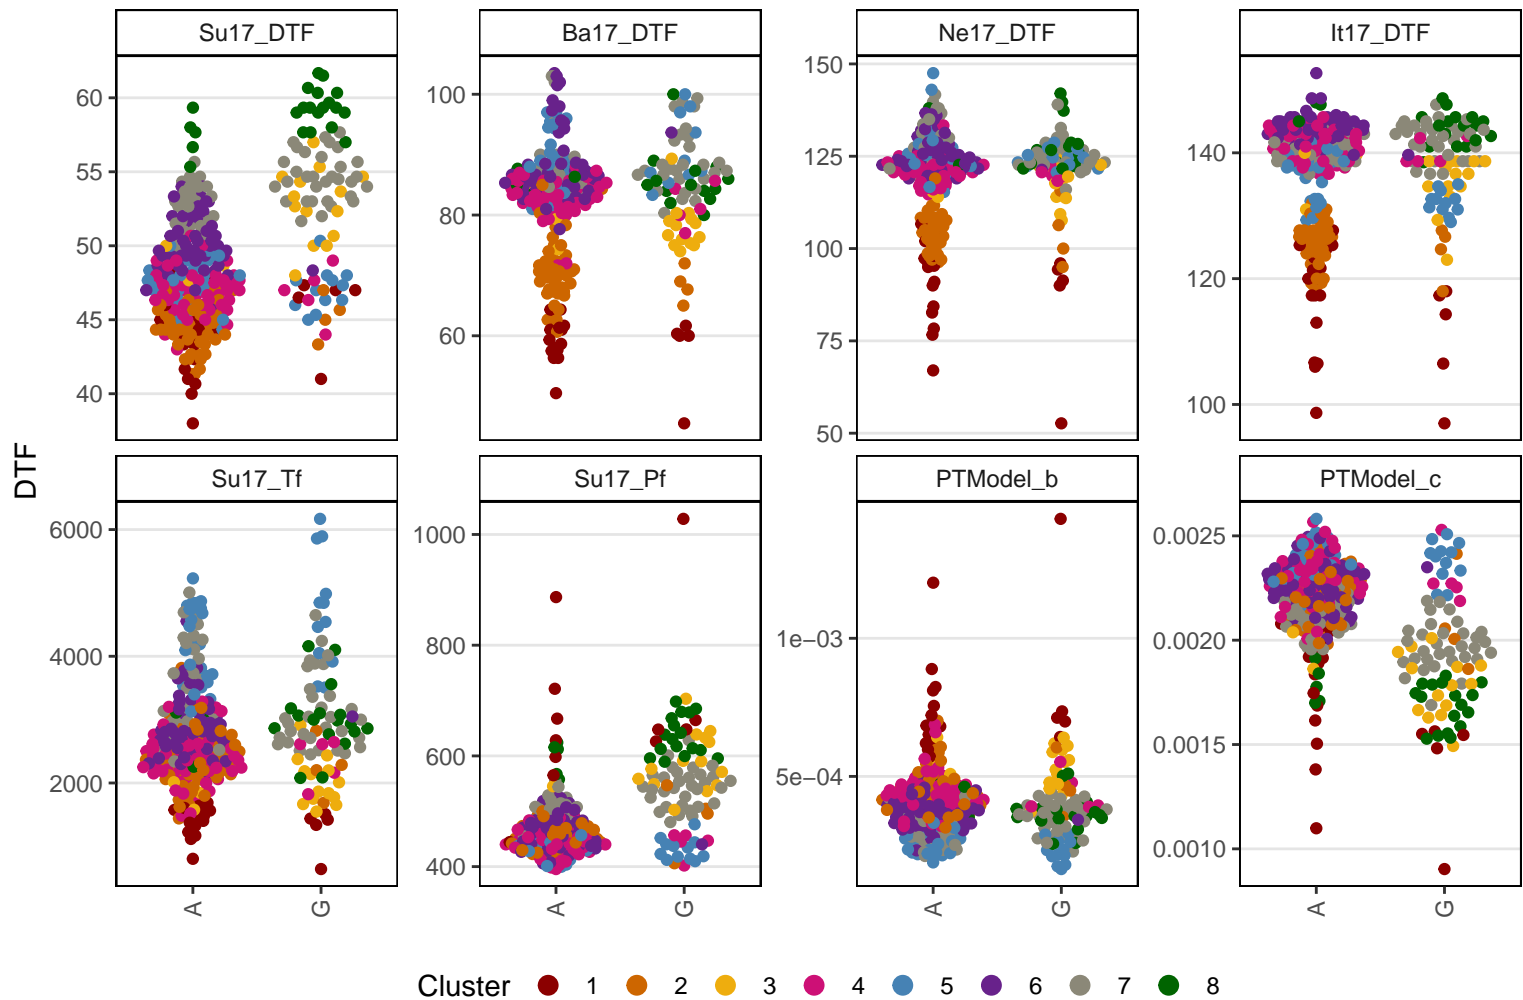 Su17_DTF
Ba17_DTF
Ne17_DTF
It17_DTF
60
55
50
45
40
100
80
60
150
125
100
75
50
140
120
100
DTF
Su17_Tf
Su17_Pf
PTModel_b
PTModel_c
6000
4000
2000
1000
800
600
400
1e−03
5e−04
0.0025
0.0020
0.0015
0.0010
A G A G A G A G
Cluster 1 2 3 4 5 6 7 8